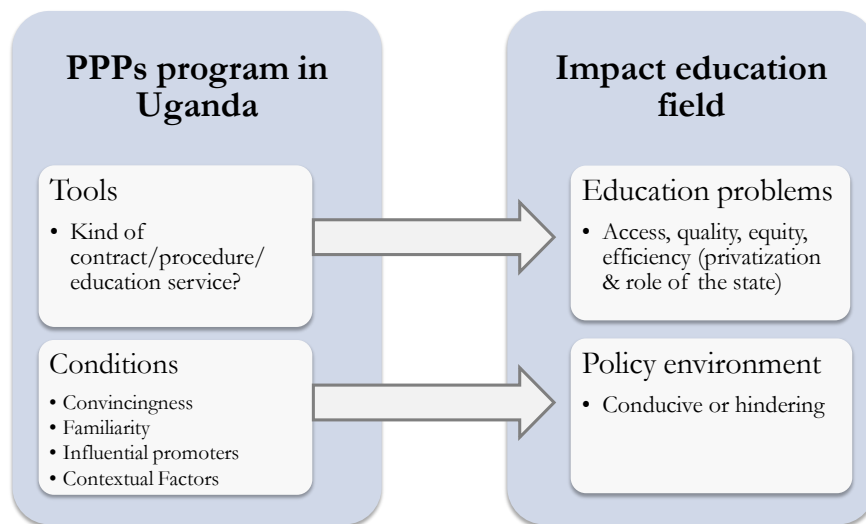 PPPs program in
Uganda
Tools
• Kind of
contract/procedure/
education service?
Conditions
• Convincingness
• Familiarity
• Influential promoters
• Contextual Factors
Impact education
field
Education problems
• Access, quality, equity,
efficiency (privatization
& role of the state)
Policy environment
• Conducive or hindering